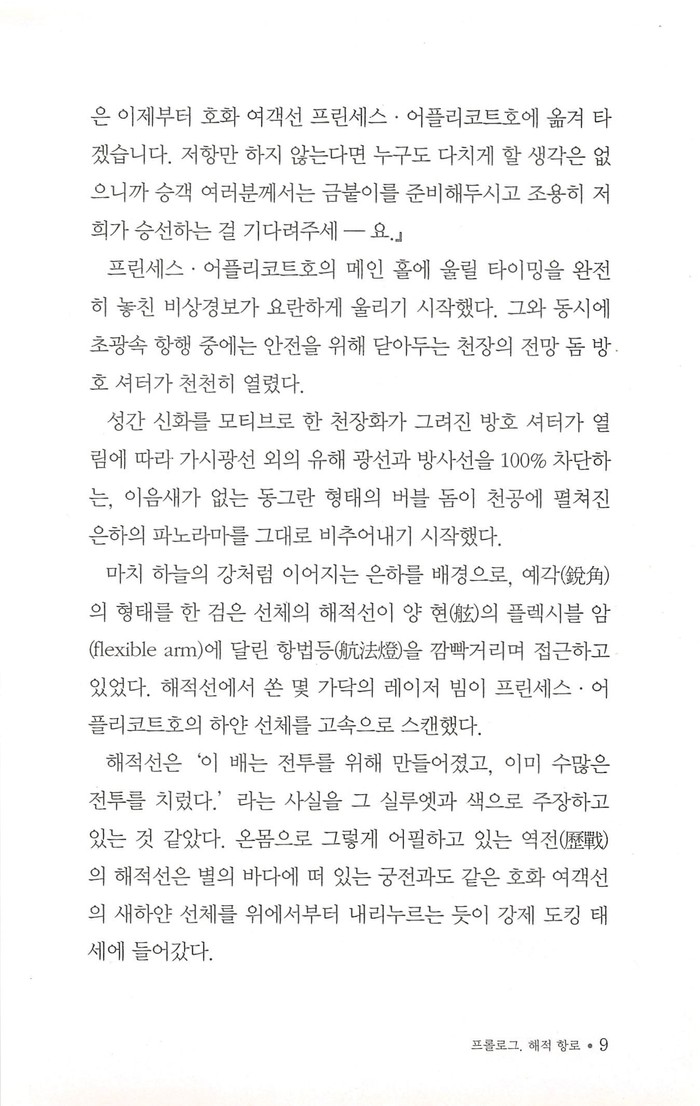 은 이제부터 호화 여객선 프린세스 · 어플리코트호에 옮겨 타
겠습니다. 저항만 하지 않는다면 누구도 다치게 할 생각은 없
으니까 승객 여러분께서는 금붙이를 준비해두시고 조용히 저
희가 승선하는 걸 기다려주세 — 요.』
프린세스 · 어플리코트호의 메인 홀에 울릴 타이밍을 완전
히 놓친 비상경보가 요란하게 울리기 시작했다. 그와 동시에
초광속 항행 중에는 안전을 위해 닫아두는 천장의 전망 돔 방
호 셔터가 천천히 열렸다.
성간 신화를 모티브로 한 천장화가 그려진 방호 셔터가 열
림에 따라 가시광선 외의 유해 광선과 방사선을 100% 차단하
는, 이음새가 없는 동그란 형태의 버블 돔이 천공에 펼쳐진
은하의 파노라마를 그대로 비추어내기 시작했다.
마치 하늘의 강처럼 이어지는 은하를 배경으로, 예각(銳角)
의 형태를 한 검은 선체의 해적선이 양 현(舷)의 플렉시블 암
(flexible arm)에 달린 항법등(航法燈)을 깜빡거리며 접근하고
있었다. 해적선에서 쏜 몇 가닥의 레이저 빔이 프린세스 · 어
플리코트호의 하얀 선체를 고속으로 스캔했다.
해적선은 ‘이 배는 전투를 위해 만들어졌고, 이미 수많은
전투를 치렀다.’ 라는 사실을 그 실루엣과 색으로 주장하고
있는 것 같았다. 온몸으로 그렇게 어필하고 있는 역전(歷戰)
의 해적선은 별의 바다에 떠 있는 궁전과도 같은 호화 여객선
의 새하얀 선체를 위에서부터 내리누르는 듯이 강제 도킹 태
세에 들어갔다.
프롤로그. 해적 항로 • 9